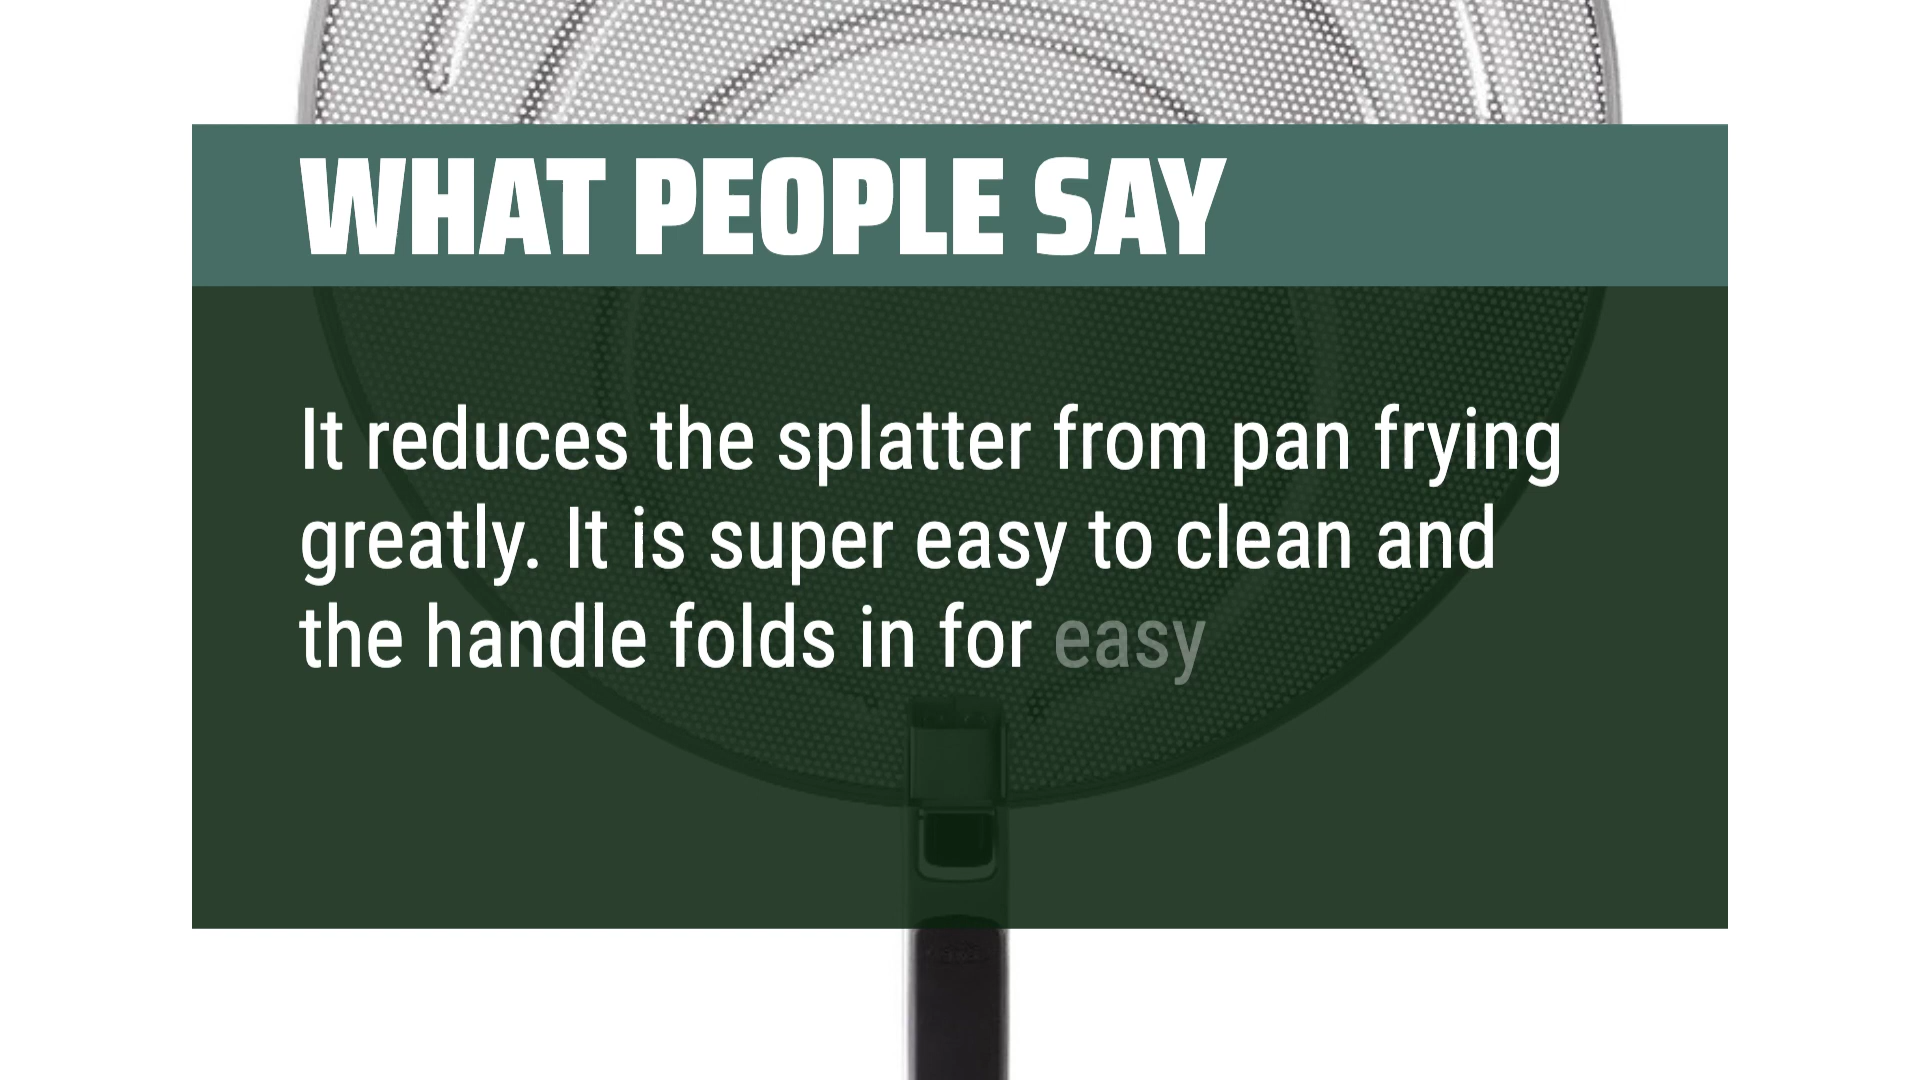 WHAT PEOPLE SAY
It reduces the splatter from pan frying
greatly. It is super easy to clean and
the handle folds in for easy